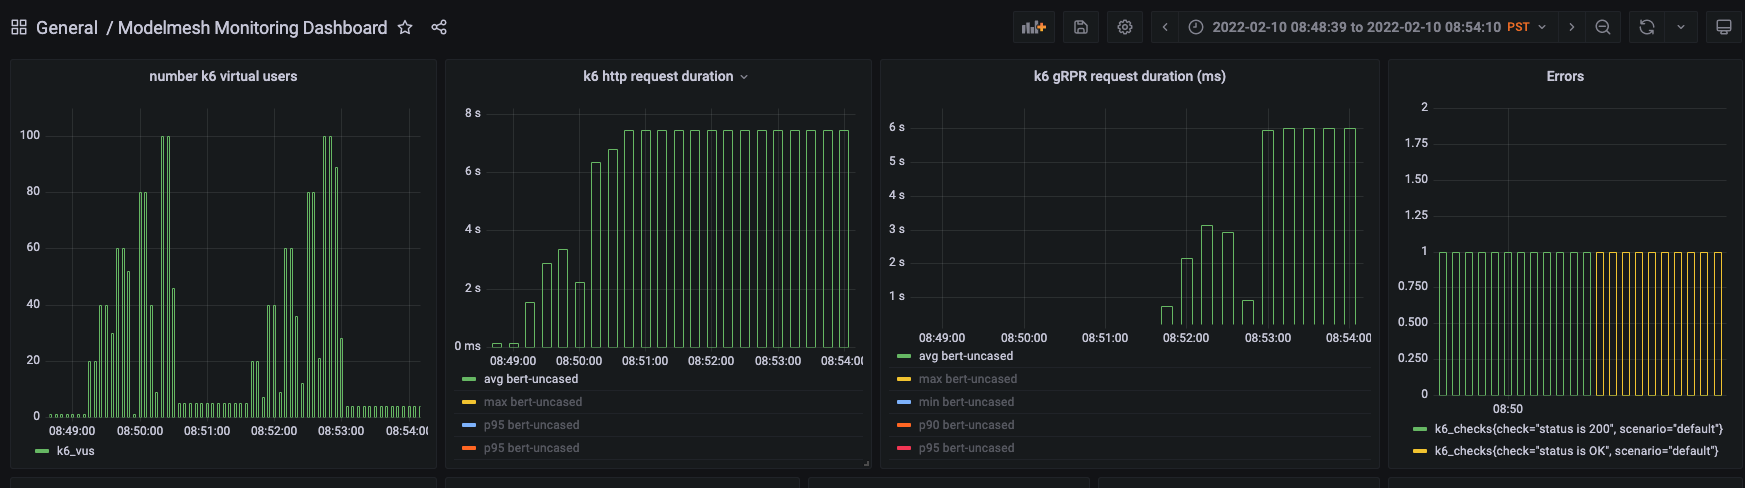 General / Modelmesh Monitoring Dashboard
2022-02-10 08:48:39 to 2022-02-10 08:54:10 PST
number k6 virtual users
100
80
60
40
20
0
08:49:00 08:50:00 08:51:00 08:52:00 08:53:00 08:54:00
k6_vus
k6 http request duration
8 s
6 s
4 s
2 s
0 ms
08:49:00 08:50:00 08:51:00 08:52:00 08:53:00 08:54:00
avg bert-uncased
max bert-uncased
p95 bert-uncased
p95 bert-uncased
k6 gRPR request duration (ms)
6 s
5 s
4 s
3 s
2 s
1 s
08:49:00 08:50:00 08:51:00 08:52:00 08:53:00 08:54:00
avg bert-uncased
max bert-uncased
min bert-uncased
p90 bert-uncased
p95 bert-uncased
Errors
2
1.75
1.50
1.25
1
0.750
0.500
0.250
0
08:50
k6_checks{check="status is 200", scenario="default"}
k6_checks{check="status is OK", scenario="default"}